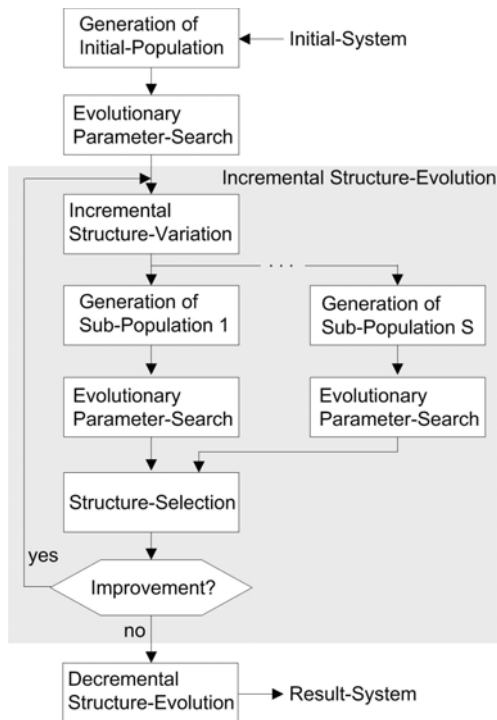 Generation of
Initial-Population
Initial-System
Evolutionary
Parameter-Search
Incremental Structure-Evolution
Incremental
Structure-Variation
. . .
Generation of
Sub-Population 1
Generation of
Sub-Population S
Evolutionary
Parameter-Search
Evolutionary
Parameter-Search
Structure-Selection
yes
Improvement?
no
Decremental
Structure-Evolution
Result-System